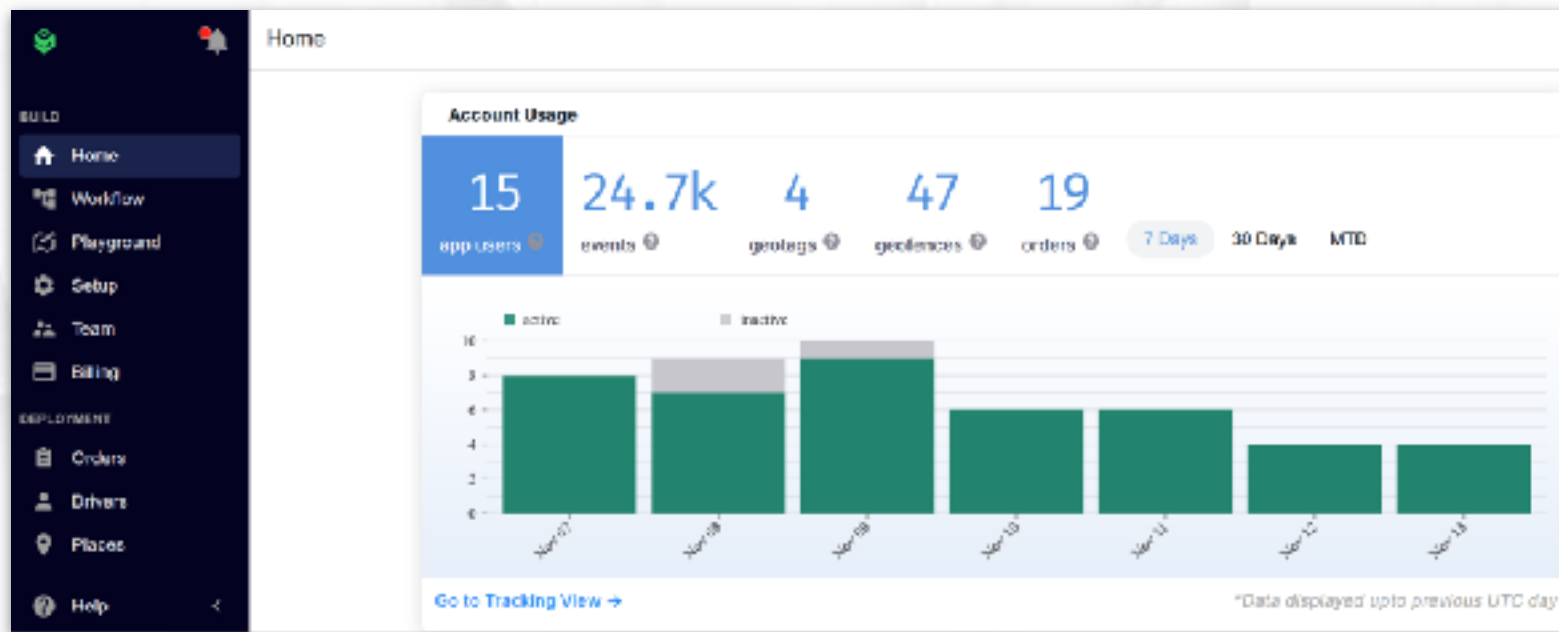 Home
BUILD
Home
Workflow
Playground
Setup
Team
Billing
DEPLOYMENT
Orders
Drivers
Places
Help
Account Usage
15 24.7k 4 47 19
app users events geotags geofences orders 7 Days 30 Days MTD
active inactive
10
8
6
4
2
0
Go to Tracking View →
*Data displayed upto previous UTC day